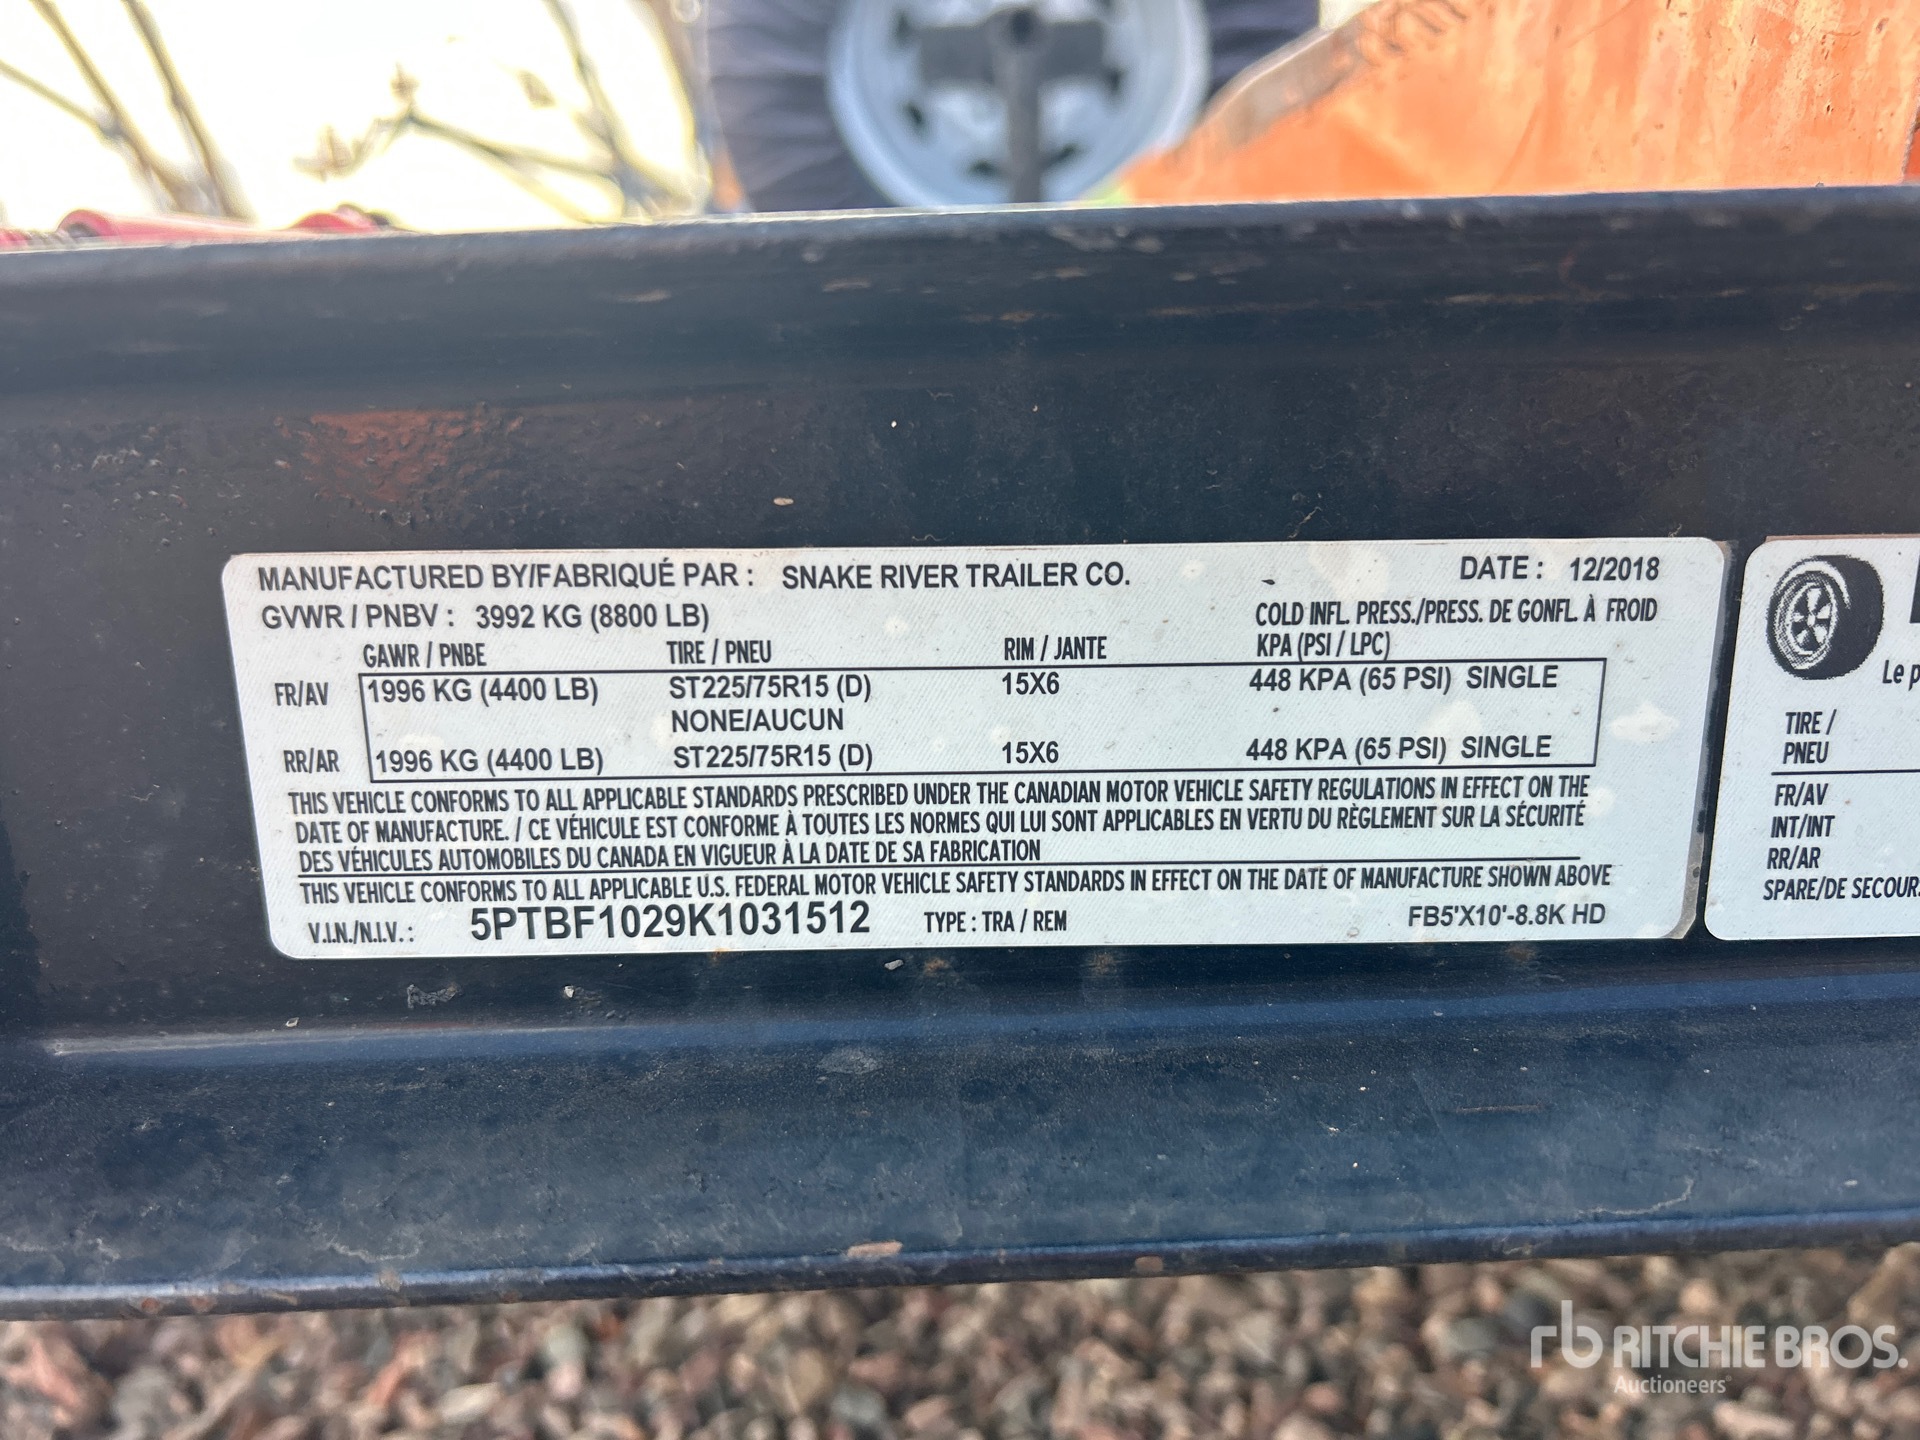 MANUFACTURED BY/FABRIQUÉ PAR : SNAKE RIVER TRAILER CO. DATE : 12/2018
GVWR / PNBV : 3992 KG (8800 LB) COLD INFL. PRESS./PRESS. DE GONFL. À FROID
GAWR / PNBE TIRE / PNEU RIM / JANTE KPA (PSI / LPC)
FR/AV 1996 KG (4400 LB) ST225/75R15 (D) 15X6 448 KPA (65 PSI) SINGLE
NONE/AUCUN
RR/AR 1996 KG (4400 LB) ST225/75R15 (D) 15X6 448 KPA (65 PSI) SINGLE
THIS VEHICLE CONFORMS TO ALL APPLICABLE STANDARDS PRESCRIBED UNDER THE CANADIAN MOTOR VEHICLE SAFETY REGULATIONS IN EFFECT ON THE
DATE OF MANUFACTURE. / CE VÉHICULE EST CONFORME À TOUTES LES NORMES QUI LUI SONT APPLICABLES EN VERTU DU RÈGLEMENT SUR LA SÉCURITÉ
DES VÉHICULES AUTOMOBILES DU CANADA EN VIGUEUR À LA DATE DE SA FABRICATION
THIS VEHICLE CONFORMS TO ALL APPLICABLE U.S. FEDERAL MOTOR VEHICLE SAFETY STANDARDS IN EFFECT ON THE DATE OF MANUFACTURE SHOWN ABOVE
V.I.N./N.I.V. : 5PTBF1029K1031512 TYPE : TRA / REM FB5'X10'-8.8K HD
Le p
TIRE /
PNEU
FR/AV
INT/INT
RR/AR
SPARE/DE SECOUR
rb RITCHIE BROS.
Auctioneers